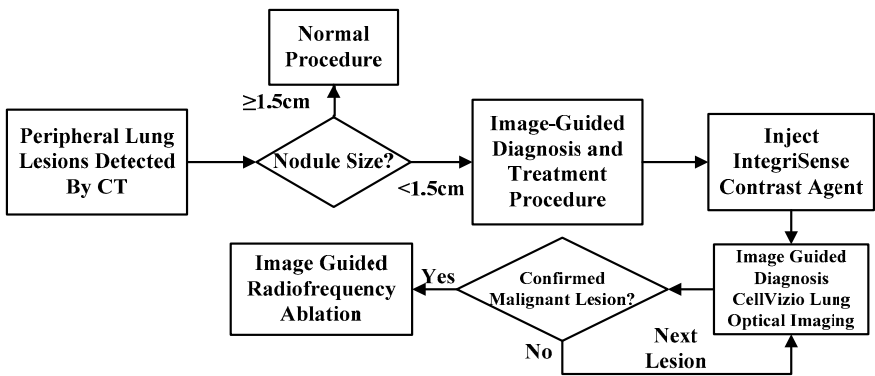 Normal
Procedure
≥1.5cm
Peripheral Lung
Lesions Detected
By CT
Nodule Size?
<1.5cm
Image-Guided
Diagnosis and
Treatment
Procedure
Inject
IntegriSense
Contrast Agent
Image Guided
Diagnosis
CellVizio Lung
Optical Imaging
Confirmed
Malignant Lesion?
Yes
Image Guided
Radiofrequency
Ablation
No
Next
Lesion